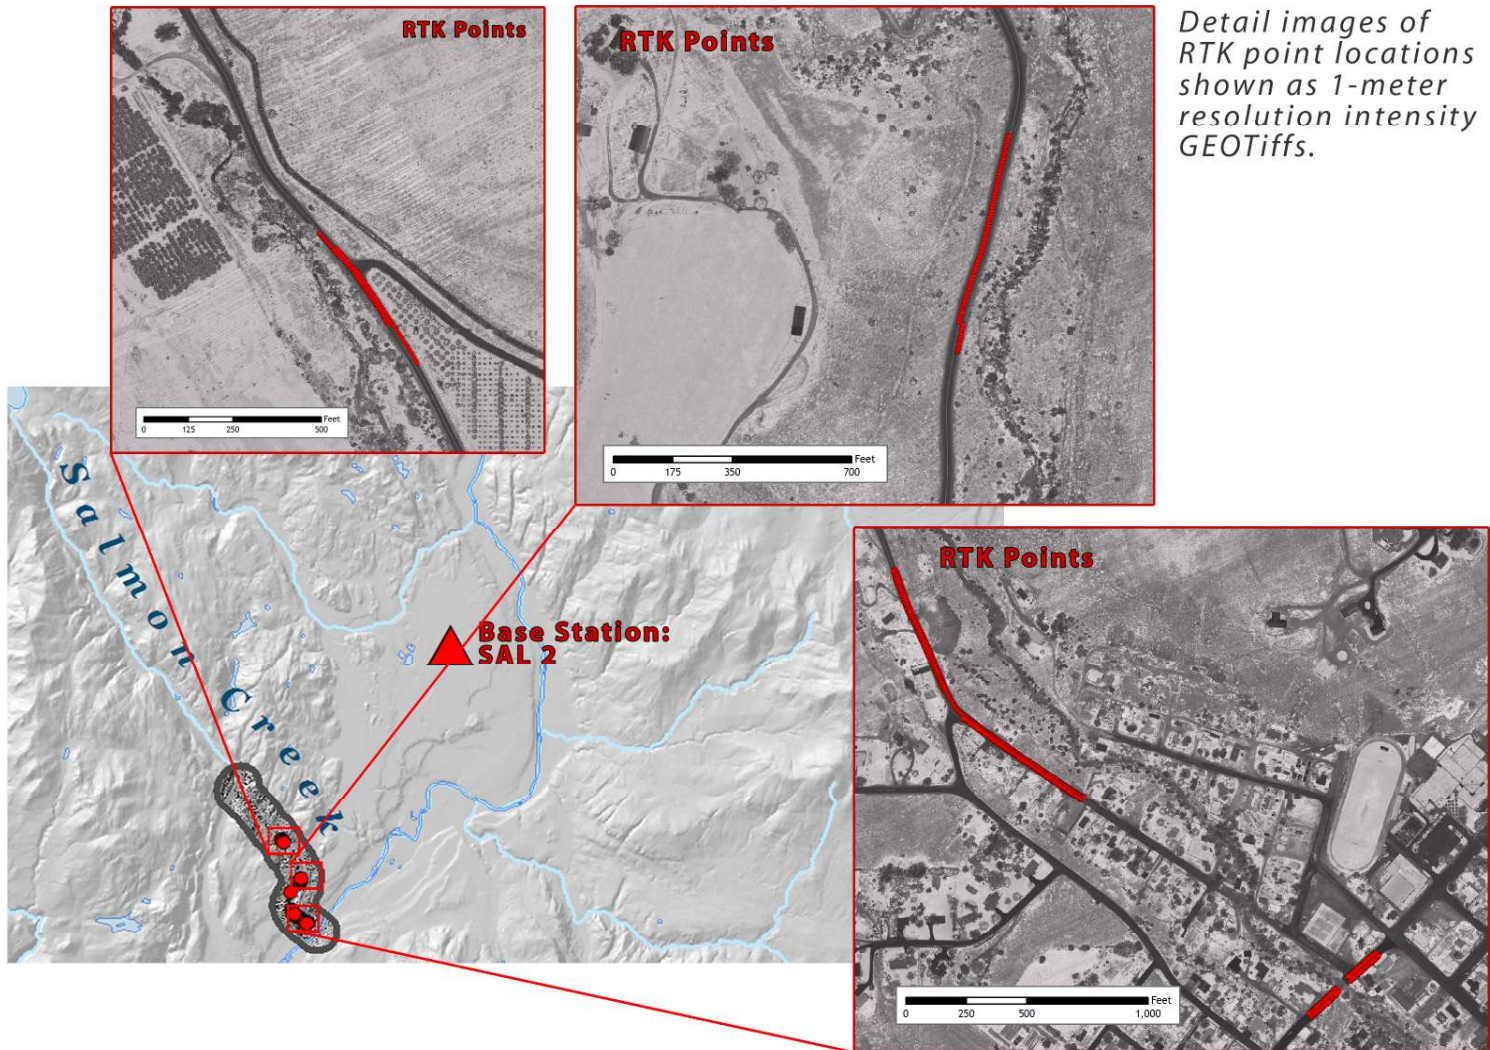 RTK Points
RTK Points
Detail images of
RTK point locations
shown as 1-meter
resolution intensity
GEOTiffs.
Feet
0 125 250 500
Feet
0 175 350 700
Salmon Creek
Base Station:
SAL 2
RTK Points
Feet
0 250 500 1,000